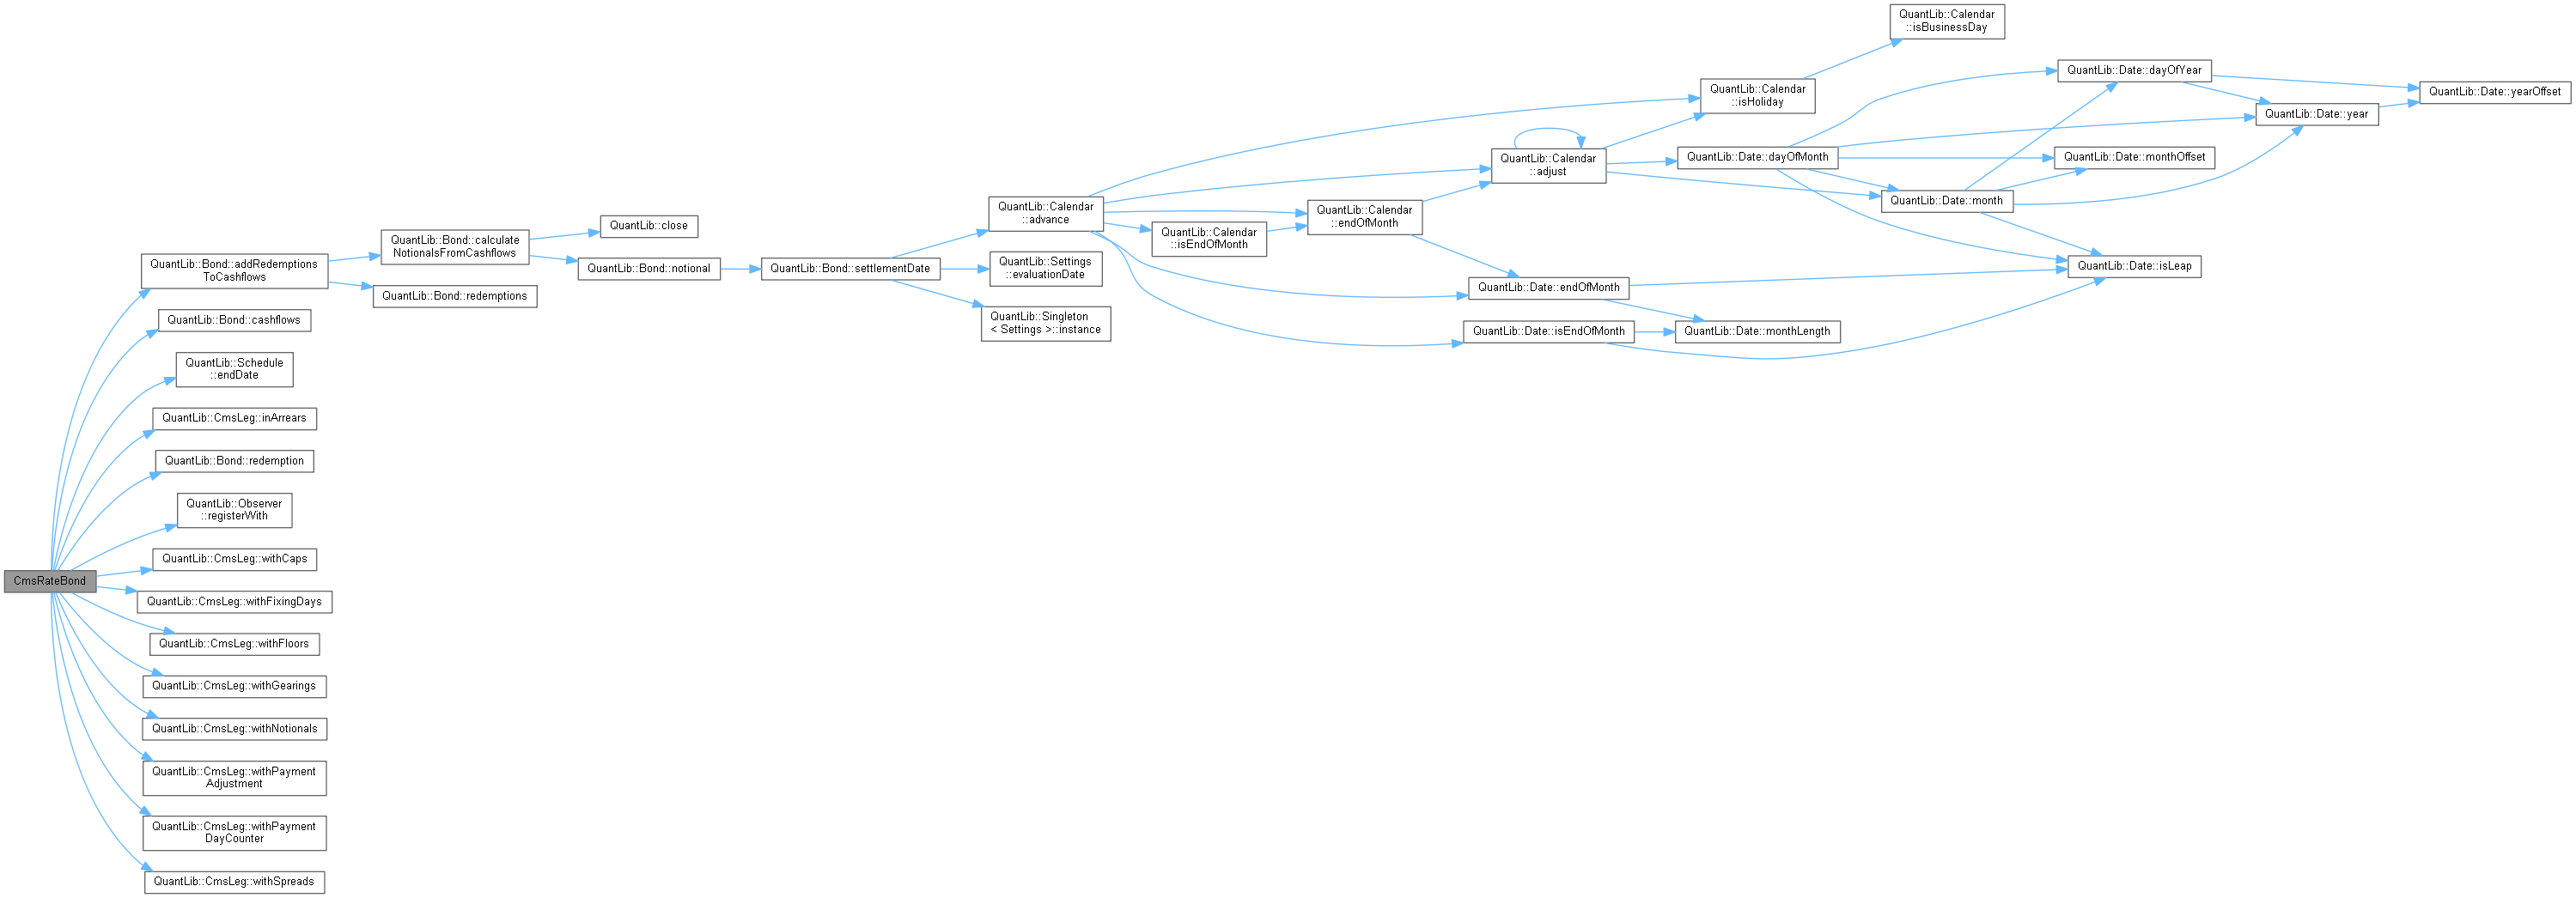 CmsRateBond
QuantLib::Bond::addRedemptions
ToCashflows
QuantLib::Bond::calculate
NotionalsFromCashflows
QuantLib::close
QuantLib::Bond::notional
QuantLib::Bond::settlementDate
QuantLib::Calendar
::advance
QuantLib::Calendar
::adjust
QuantLib::Calendar
::isHoliday
QuantLib::Calendar
::isBusinessDay
QuantLib::Date::dayOfMonth
QuantLib::Date::dayOfYear
QuantLib::Date::year
QuantLib::Date::yearOffset
QuantLib::Date::monthOffset
QuantLib::Date::month
QuantLib::Date::isLeap
QuantLib::Calendar
::endOfMonth
QuantLib::Calendar
::isEndOfMonth
QuantLib::Date::endOfMonth
QuantLib::Date::monthLength
QuantLib::Date::isEndOfMonth
QuantLib::Settings
::evaluationDate
QuantLib::Singleton
< Settings >::instance
QuantLib::Bond::redemptions
QuantLib::Bond::cashflows
QuantLib::Schedule
::endDate
QuantLib::CmsLeg::inArrears
QuantLib::Bond::redemption
QuantLib::Observer
::registerWith
QuantLib::CmsLeg::withCaps
QuantLib::CmsLeg::withFixingDays
QuantLib::CmsLeg::withFloors
QuantLib::CmsLeg::withGearings
QuantLib::CmsLeg::withNotionals
QuantLib::CmsLeg::withPayment
Adjustment
QuantLib::CmsLeg::withPayment
DayCounter
QuantLib::CmsLeg::withSpreads